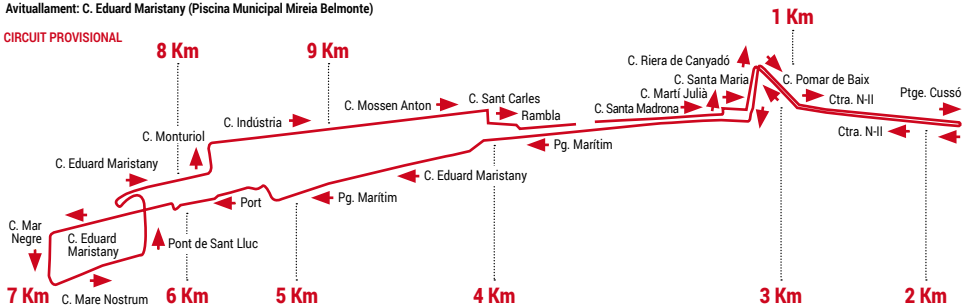 Avituallament: C. Eduard Maristany (Piscina Municipal Mireia Belmonte)
CIRCUIT PROVISIONAL
1 Km
8 Km
9 Km
C. Riera de Canyadó
C. Santa Maria
C. Pomar de Baix
C. Martí Julià
Ctra. N-II
Ptge. Cussó
C. Mossen Anton
C. Sant Carles
C. Santa Madrona
Rambla
C. Indústria
Ctra. N-II
C. Monturiol
Pg. Marítim
C. Eduard Maristany
C. Eduard Maristany
Pg. Marítim
Port
C. Mar
Negre
C. Eduard
Maristany
Pont de Sant Lluc
7 Km
C. Mare Nostrum
6 Km
5 Km
4 Km
3 Km
2 Km